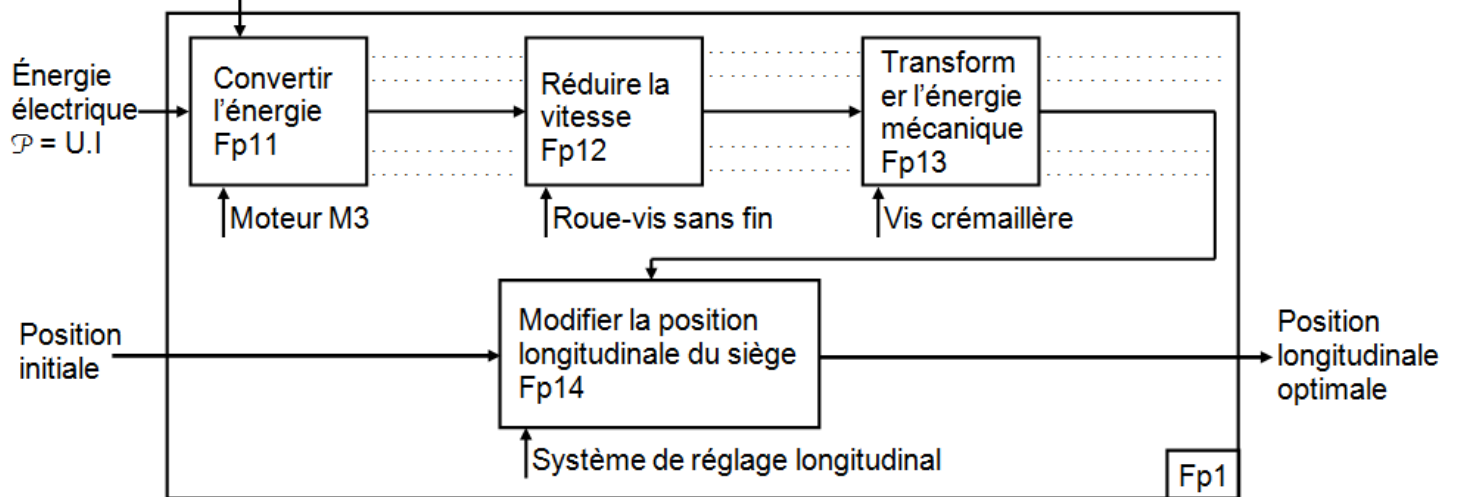 Énergie
électrique
𝒫 = U.I
Convertir
l'énergie
Fp11
Réduire la
vitesse
Fp12
Transform
er l'énergie
mécanique
Fp13
Moteur M3
Roue-vis sans fin
Vis crémaillère
Position
initiale
Modifier la position
longitudinale du siège
Fp14
Position
longitudinale
optimale
Système de réglage longitudinal
Fp1